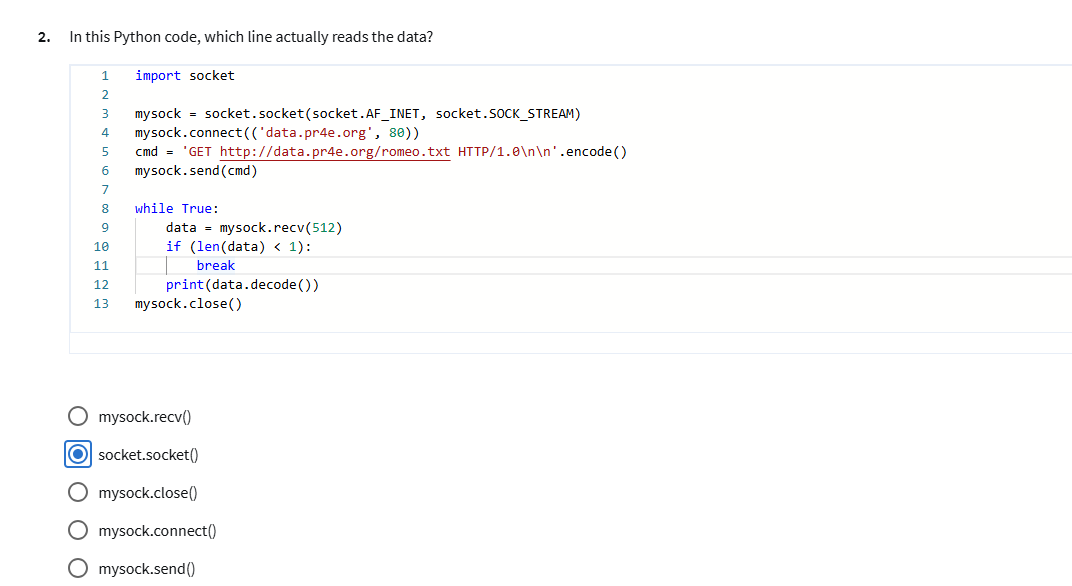 2. In this Python code, which line actually reads the data?
1 import socket
2
3 mysock = socket.socket(socket.AF_INET, socket.SOCK_STREAM)
4 mysock.connect(('data.pr4e.org', 80))
5 cmd = 'GET http://data.pr4e.org/romeo.txt HTTP/1.0\n\n'.encode()
6 mysock.send(cmd)
7
8 while True:
9     data = mysock.recv(512)
10     if (len(data) < 1):
11         break
12     print(data.decode())
13 mysock.close()
mysock.recv()
socket.socket()
mysock.close()
mysock.connect()
mysock.send()